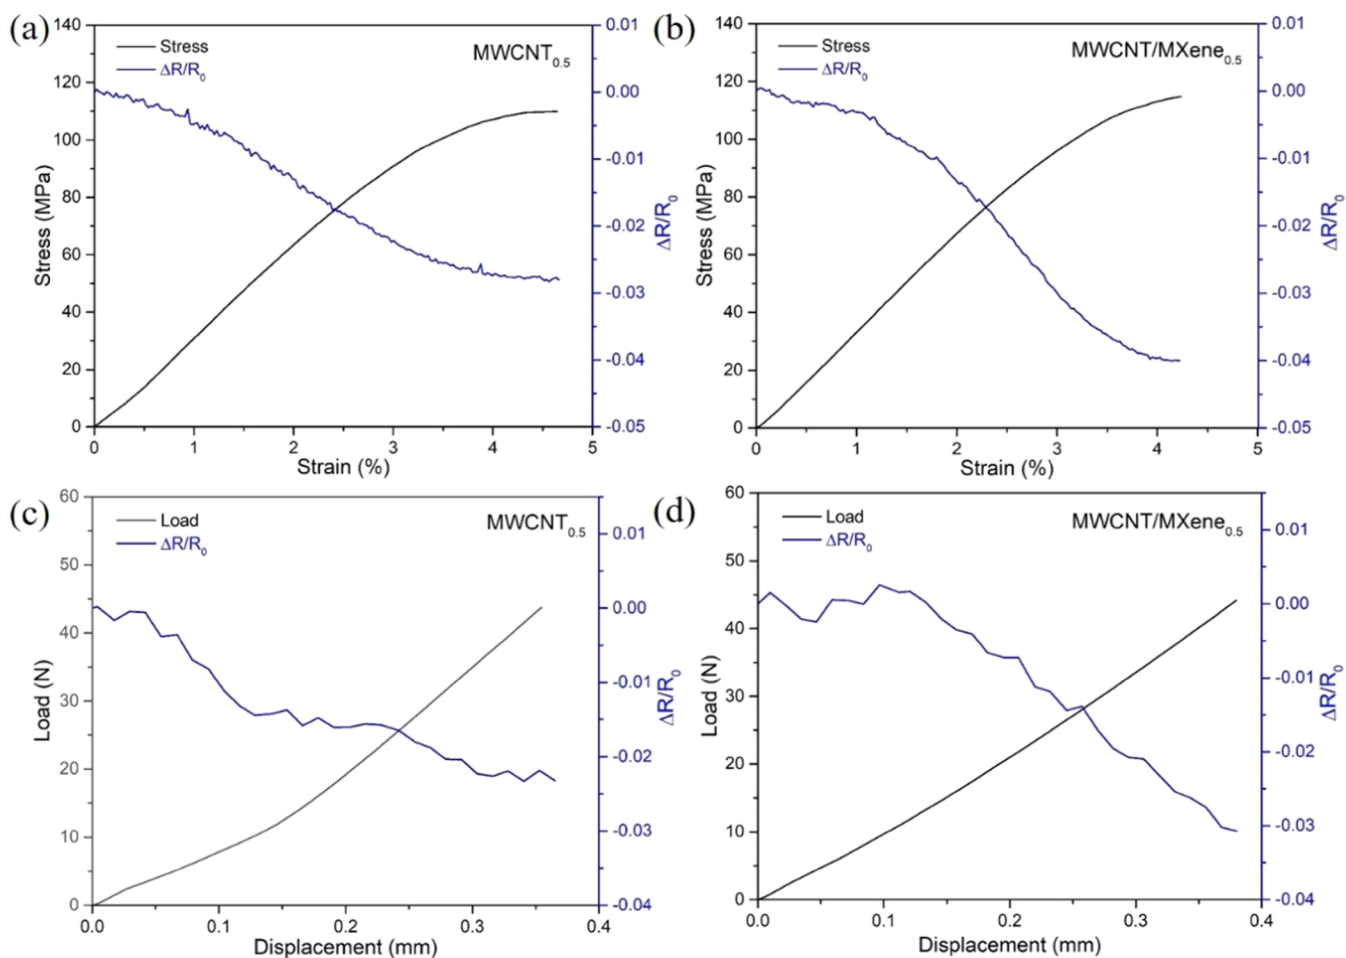 (a)
140
120
100
80
60
40
20
0
Stress (MPa)
Stress
ΔR/R₀
MWCNT₀.₅
0.01
0.00
-0.01
-0.02
-0.03
-0.04
-0.05
ΔR/R₀
0 1 2 3 4 5
Strain (%)
(b)
140
120
100
80
60
40
20
0
Stress (MPa)
Stress
ΔR/R₀
MWCNT/MXene₀.₅
0.01
0.00
-0.01
-0.02
-0.03
-0.04
-0.05
ΔR/R₀
0 1 2 3 4 5
Strain (%)
(c)
60
50
40
30
20
10
0
Load (N)
Load
ΔR/R₀
MWCNT₀.₅
0.01
0.00
-0.01
-0.02
-0.03
-0.04
ΔR/R₀
0.0 0.1 0.2 0.3 0.4
Displacement (mm)
(d)
60
50
40
30
20
10
0
Load (N)
Load
ΔR/R₀
MWCNT/MXene₀.₅
0.01
0.00
-0.01
-0.02
-0.03
-0.04
ΔR/R₀
0.0 0.1 0.2 0.3 0.4
Displacement (mm)